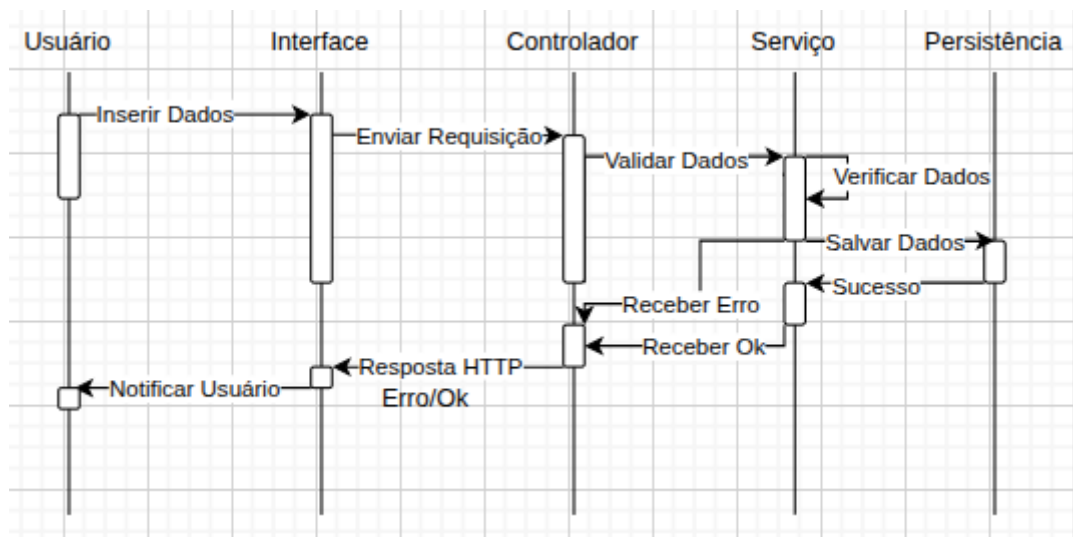 Usuário
Interface
Controlador
Serviço
Persistência
Inserir Dados
Enviar Requisição
Validar Dados
Verificar Dados
Salvar Dados
Sucesso
Receber Erro
Receber Ok
Resposta HTTP
Erro/Ok
Notificar Usuário